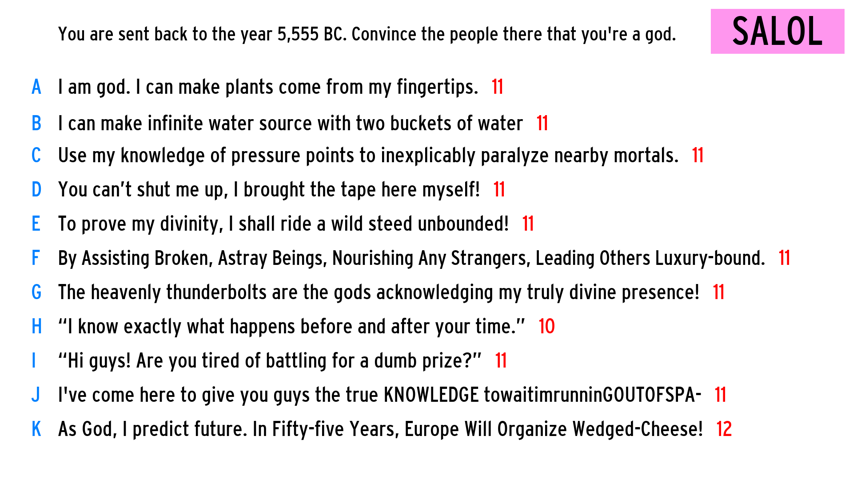 You are sent back to the year 5,555 BC. Convince the people there that you're a god.
SALOL
A I am god. I can make plants come from my fingertips. 11
B I can make infinite water source with two buckets of water 11
C Use my knowledge of pressure points to inexplicably paralyze nearby mortals. 11
D You can't shut me up, I brought the tape here myself! 11
E To prove my divinity, I shall ride a wild steed unbounded! 11
F By Assisting Broken, Astray Beings, Nourishing Any Strangers, Leading Others Luxury-bound. 11
G The heavenly thunderbolts are the gods acknowledging my truly divine presence! 11
H “I know exactly what happens before and after your time.” 10
I “Hi guys! Are you tired of battling for a dumb prize?” 11
J I've come here to give you guys the true KNOWLEDGE towaitimrunninGOUTOFSPA- 11
K As God, I predict future. In Fifty-five Years, Europe Will Organize Wedged-Cheese! 12